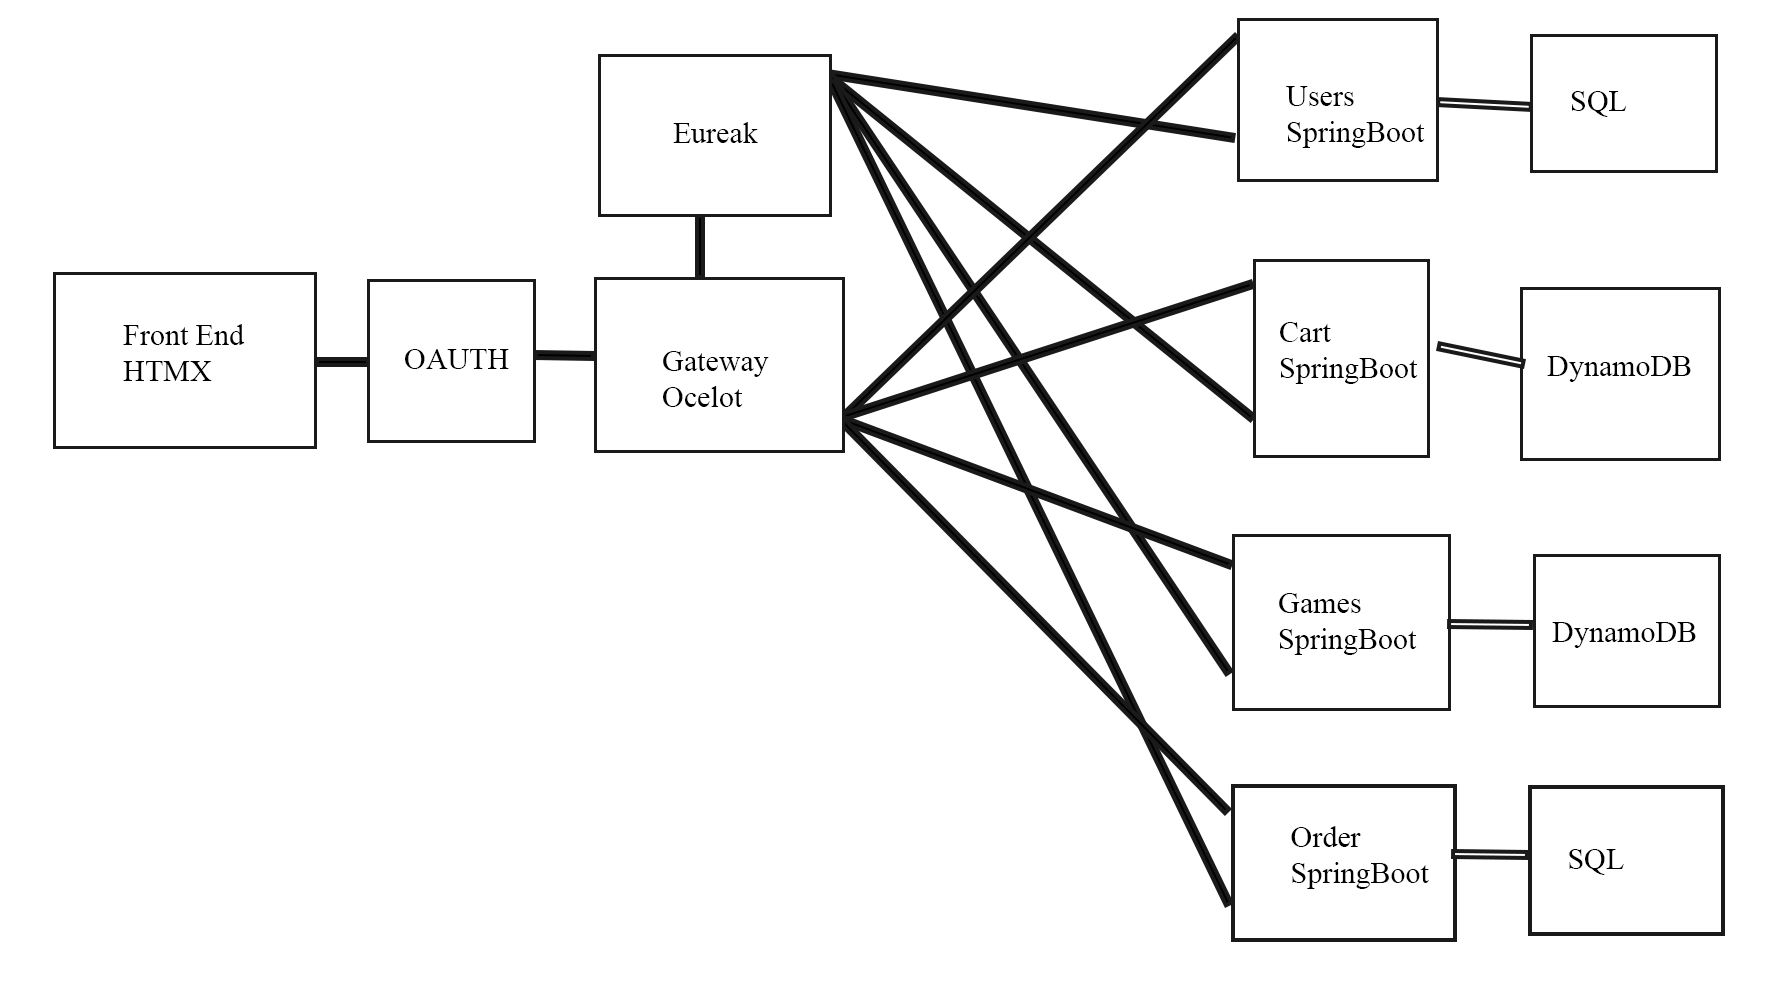 Front End
HTMX
OAUTH
Eureak
Gateway
Ocelot
Users
SpringBoot
SQL
Cart
SpringBoot
DynamoDB
Games
SpringBoot
DynamoDB
Order
SpringBoot
SQL